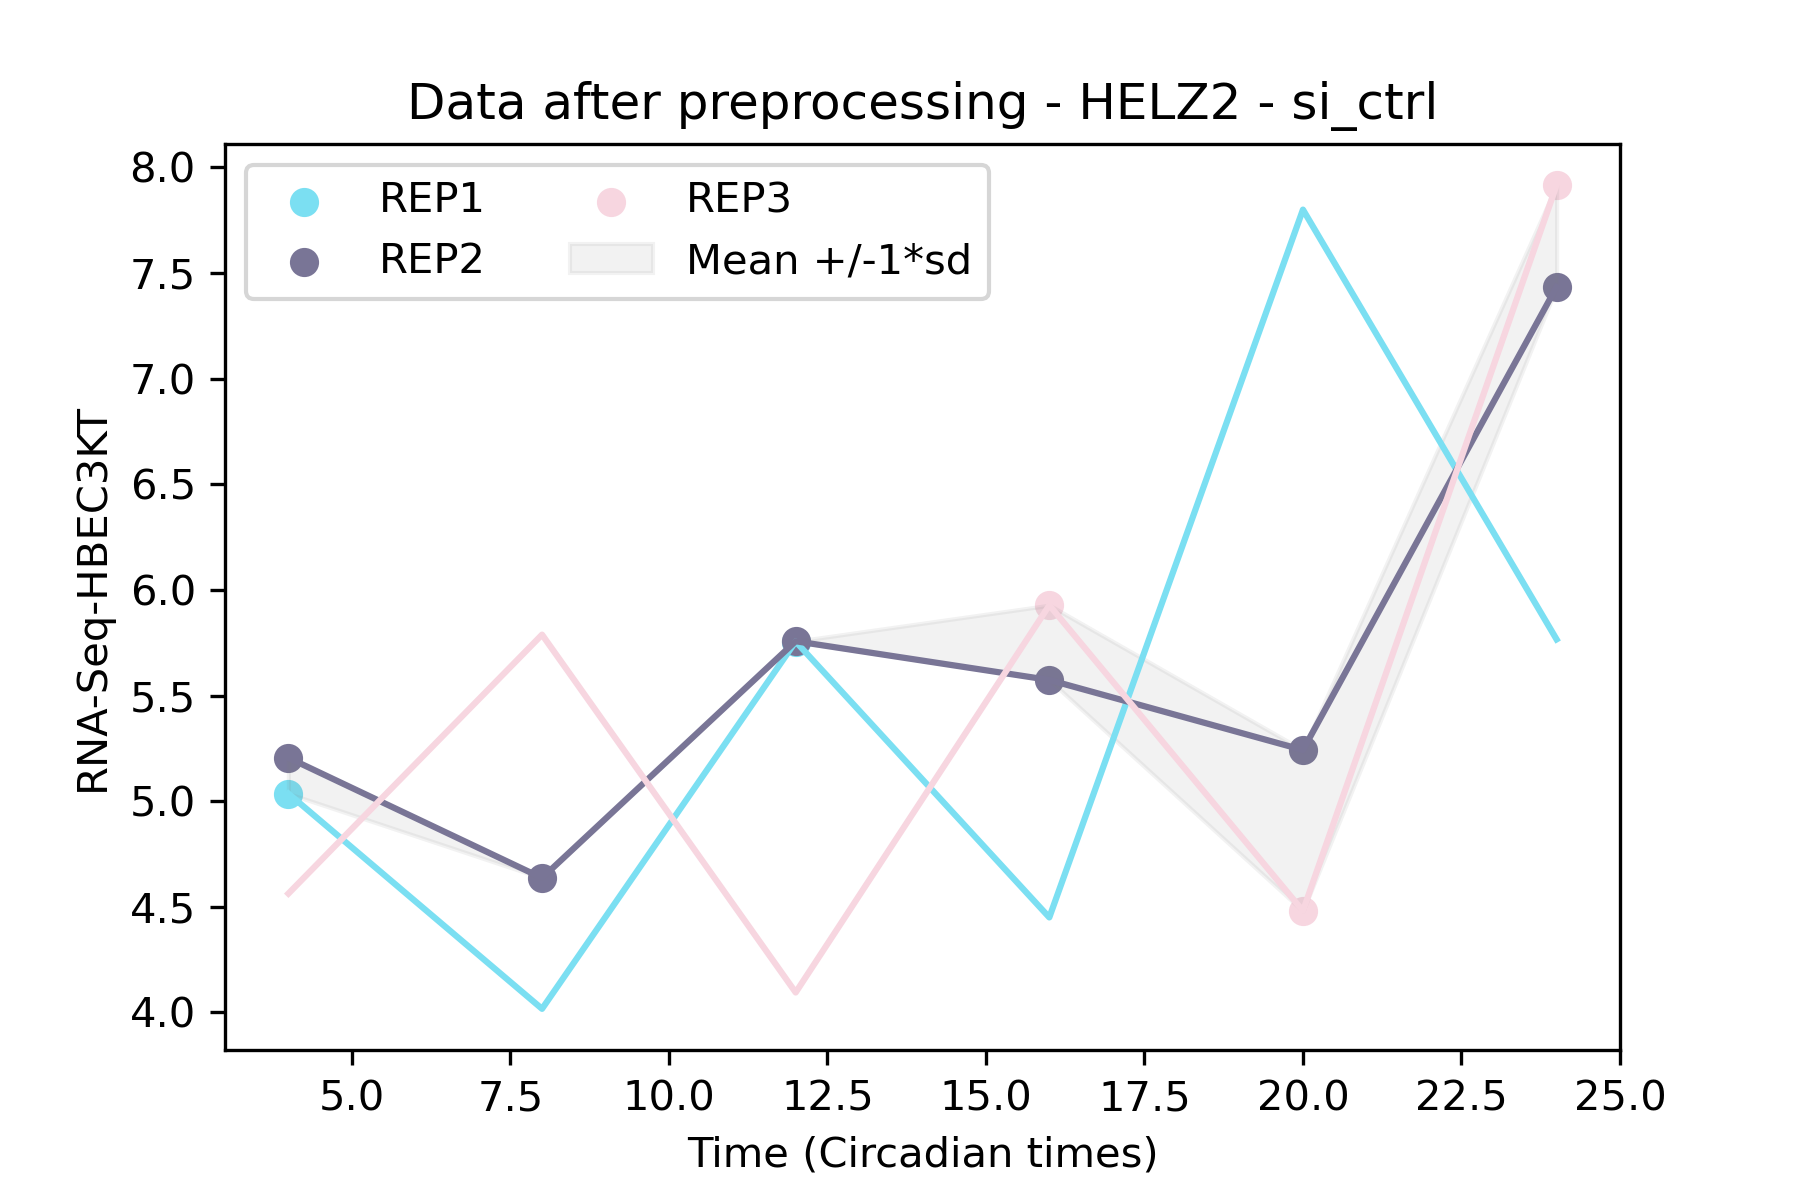 Data after preprocessing - HELZ2 - si_ctrl
REP1
REP2
REP3
Mean +/-1*sd
8.0
7.5
7.0
6.5
6.0
5.5
5.0
4.5
4.0
RNA-Seq-HBEC3KT
5.0 7.5 10.0 12.5 15.0 17.5 20.0 22.5 25.0
Time (Circadian times)